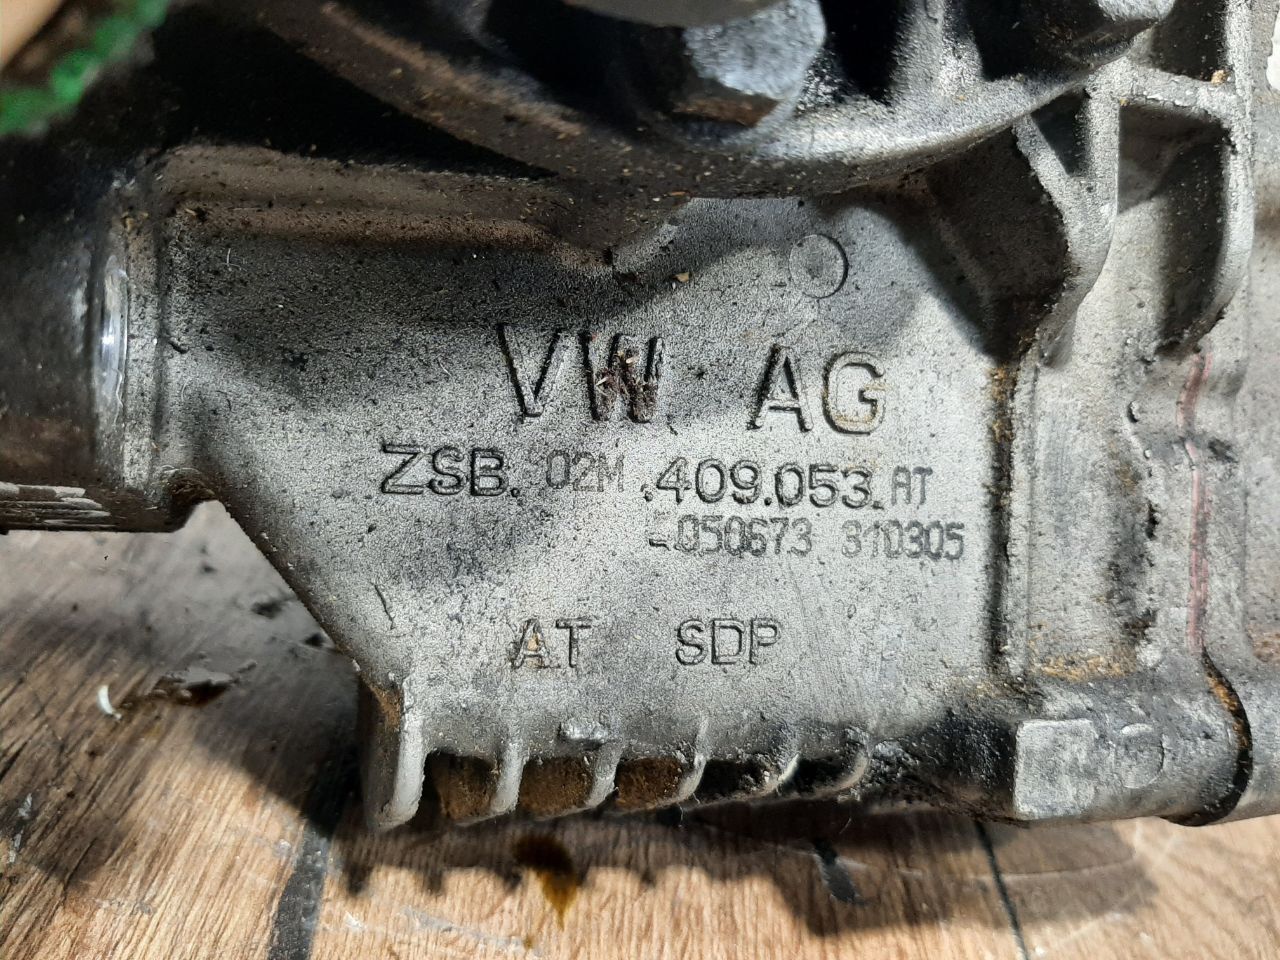 VW AG
ZSB. 02M .409.053.AT
050673 310305
AT SDP